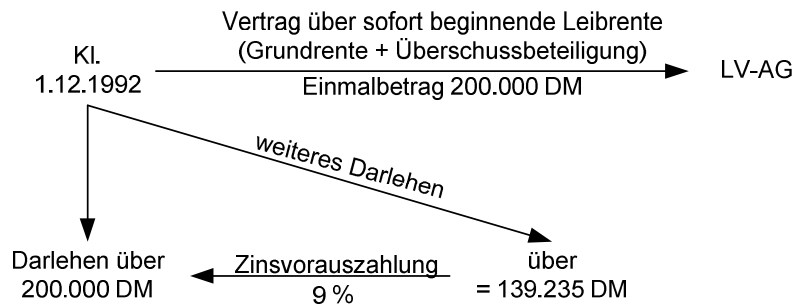 Vertrag über sofort beginnende Leibrente
(Grundrente + Überschussbeteiligung)
Kl.
1.12.1992
Einmalbetrag 200.000 DM
LV-AG
weiteres Darlehen
Darlehen über
200.000 DM
Zinsvorauszahlung
9 %
über
= 139.235 DM